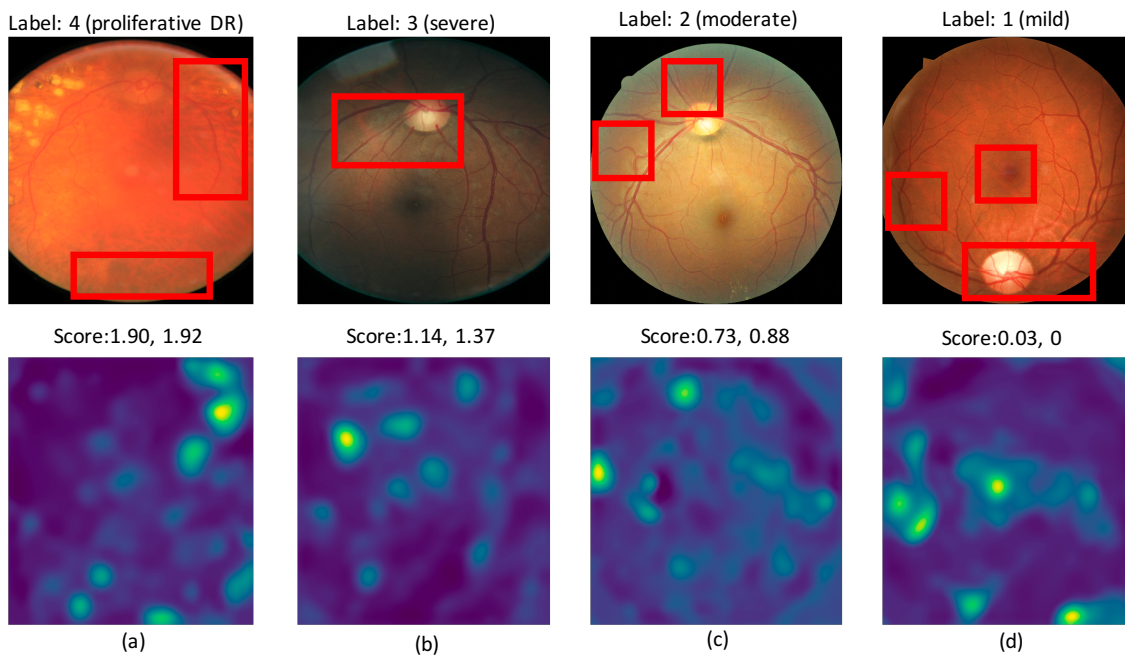 Label: 4 (proliferative DR)
Label: 3 (severe)
Label: 2 (moderate)
Label: 1 (mild)
Score:1.90, 1.92
Score:1.14, 1.37
Score:0.73, 0.88
Score:0.03, 0
(a)
(b)
(c)
(d)